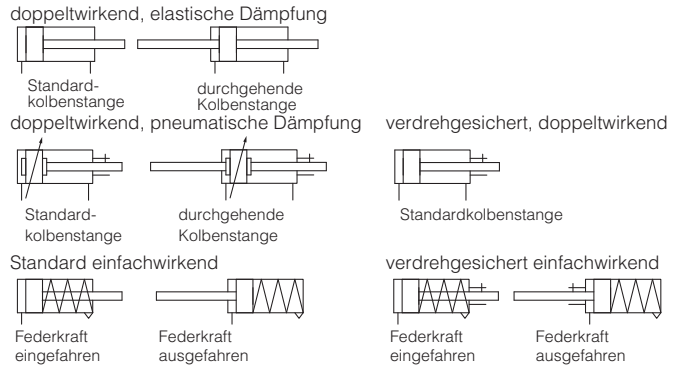 doppeltwirkend, elastische Dämpfung
Standard-
kolbenstange
durchgehende
Kolbenstange
doppeltwirkend, pneumatische Dämpfung
Standard-
kolbenstange
durchgehende
Kolbenstange
verdrehgesichert, doppeltwirkend
Standardkolbenstange
Standard einfachwirkend
Federkraft
eingefahren
Federkraft
ausgefahren
verdrehgesichert einfachwirkend
Federkraft
eingefahren
Federkraft
ausgefahren